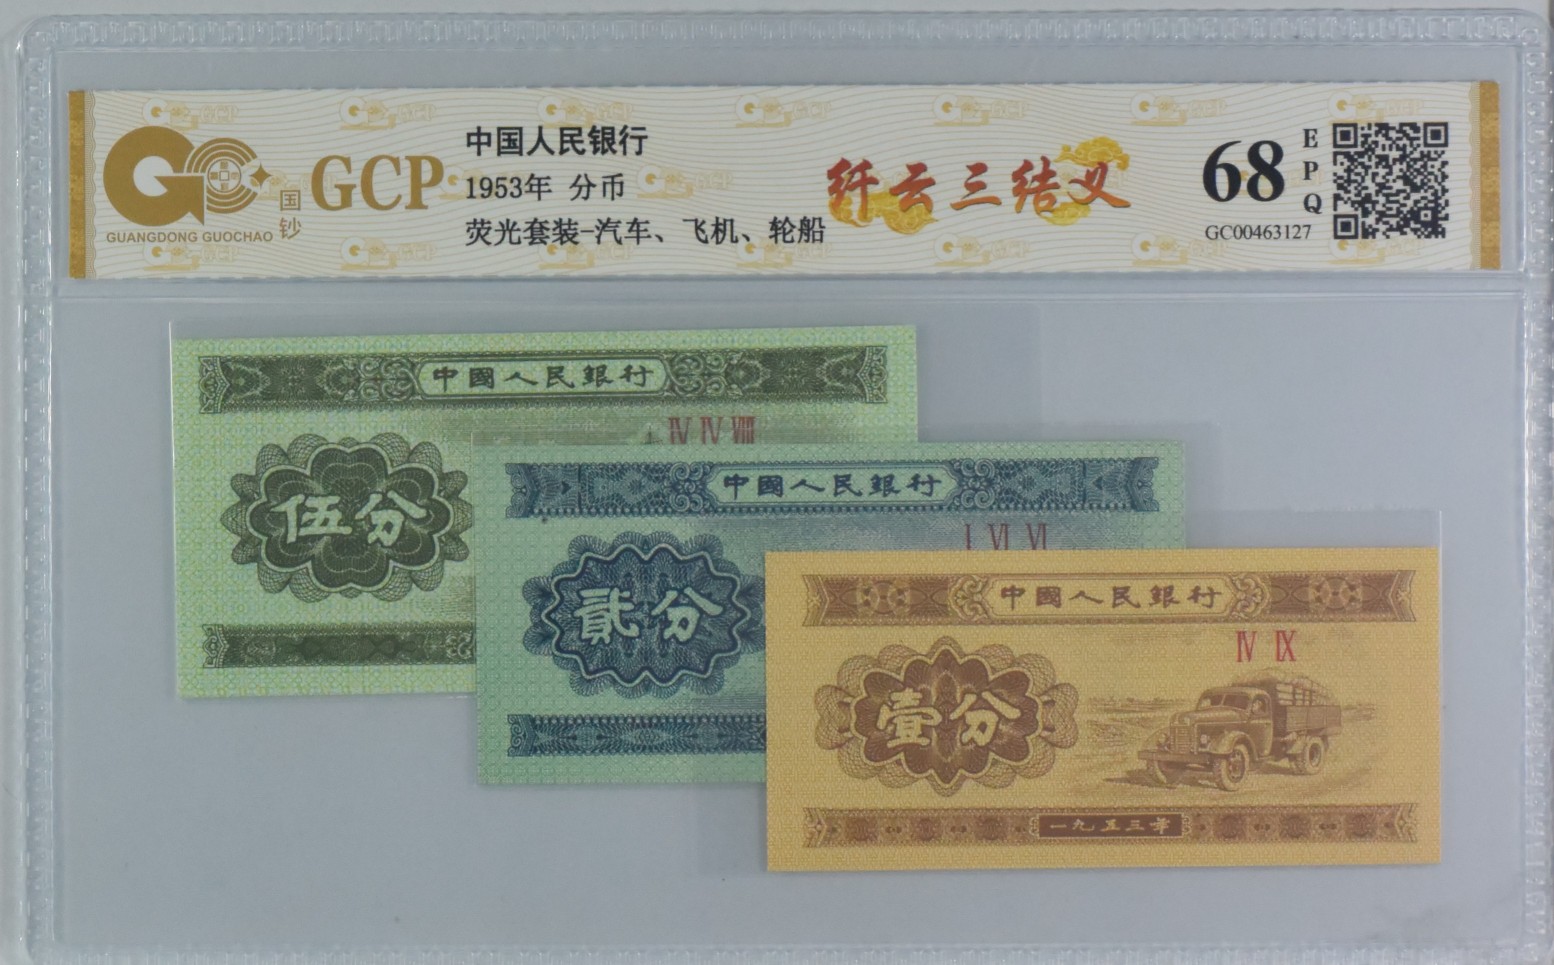 GUANGDONG GUOCHAO
国钞
GCP
中国人民银行
1953年 分币
荧光套装-汽车、飞机、轮船
纤云三结义
68
EPQ
GC00463127
中國人民銀行
Ⅳ Ⅳ Ⅷ
伍分
中國人民銀行
Ⅰ Ⅵ Ⅵ
貳分
中國人民銀行
Ⅳ Ⅸ
壹分
一九五三年